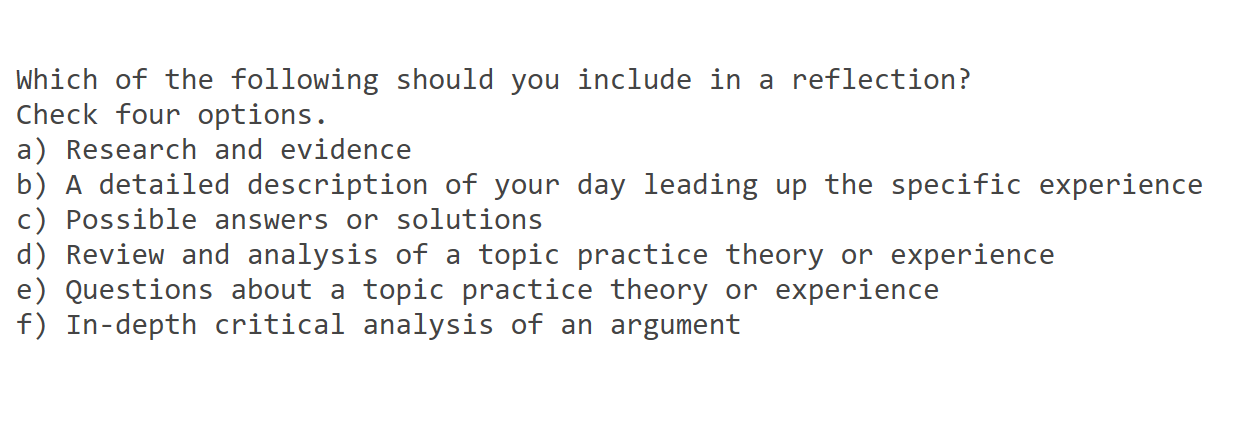 Which of the following should you include in a reflection?
Check four options.
a) Research and evidence
b) A detailed description of your day leading up the specific experience
c) Possible answers or solutions
d) Review and analysis of a topic practice theory or experience
e) Questions about a topic practice theory or experience
f) In-depth critical analysis of an argument